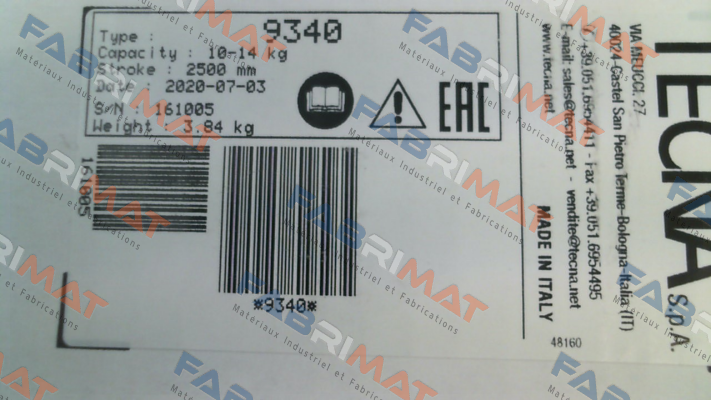 Type : 9340
Capacity : 10-14 kg
Stroke : 2500 mm
Date : 2020-07-03
S/N : 161005
Weight : 3.84 kg
EAC
161005
*9340*
MADE IN ITALY
48160
TECNA S.p.A.
VIA MEUCCI, 27
40024 Castel San Pietro Terme-Bologna-Italia (IT)
+39.051.6954411 - Fax +39.051.6954495
E-mail: sales@tecna.net - vendite@tecna.net
www.tecna.net
FABRIMAT
Materiaux Industriel et Fabrications